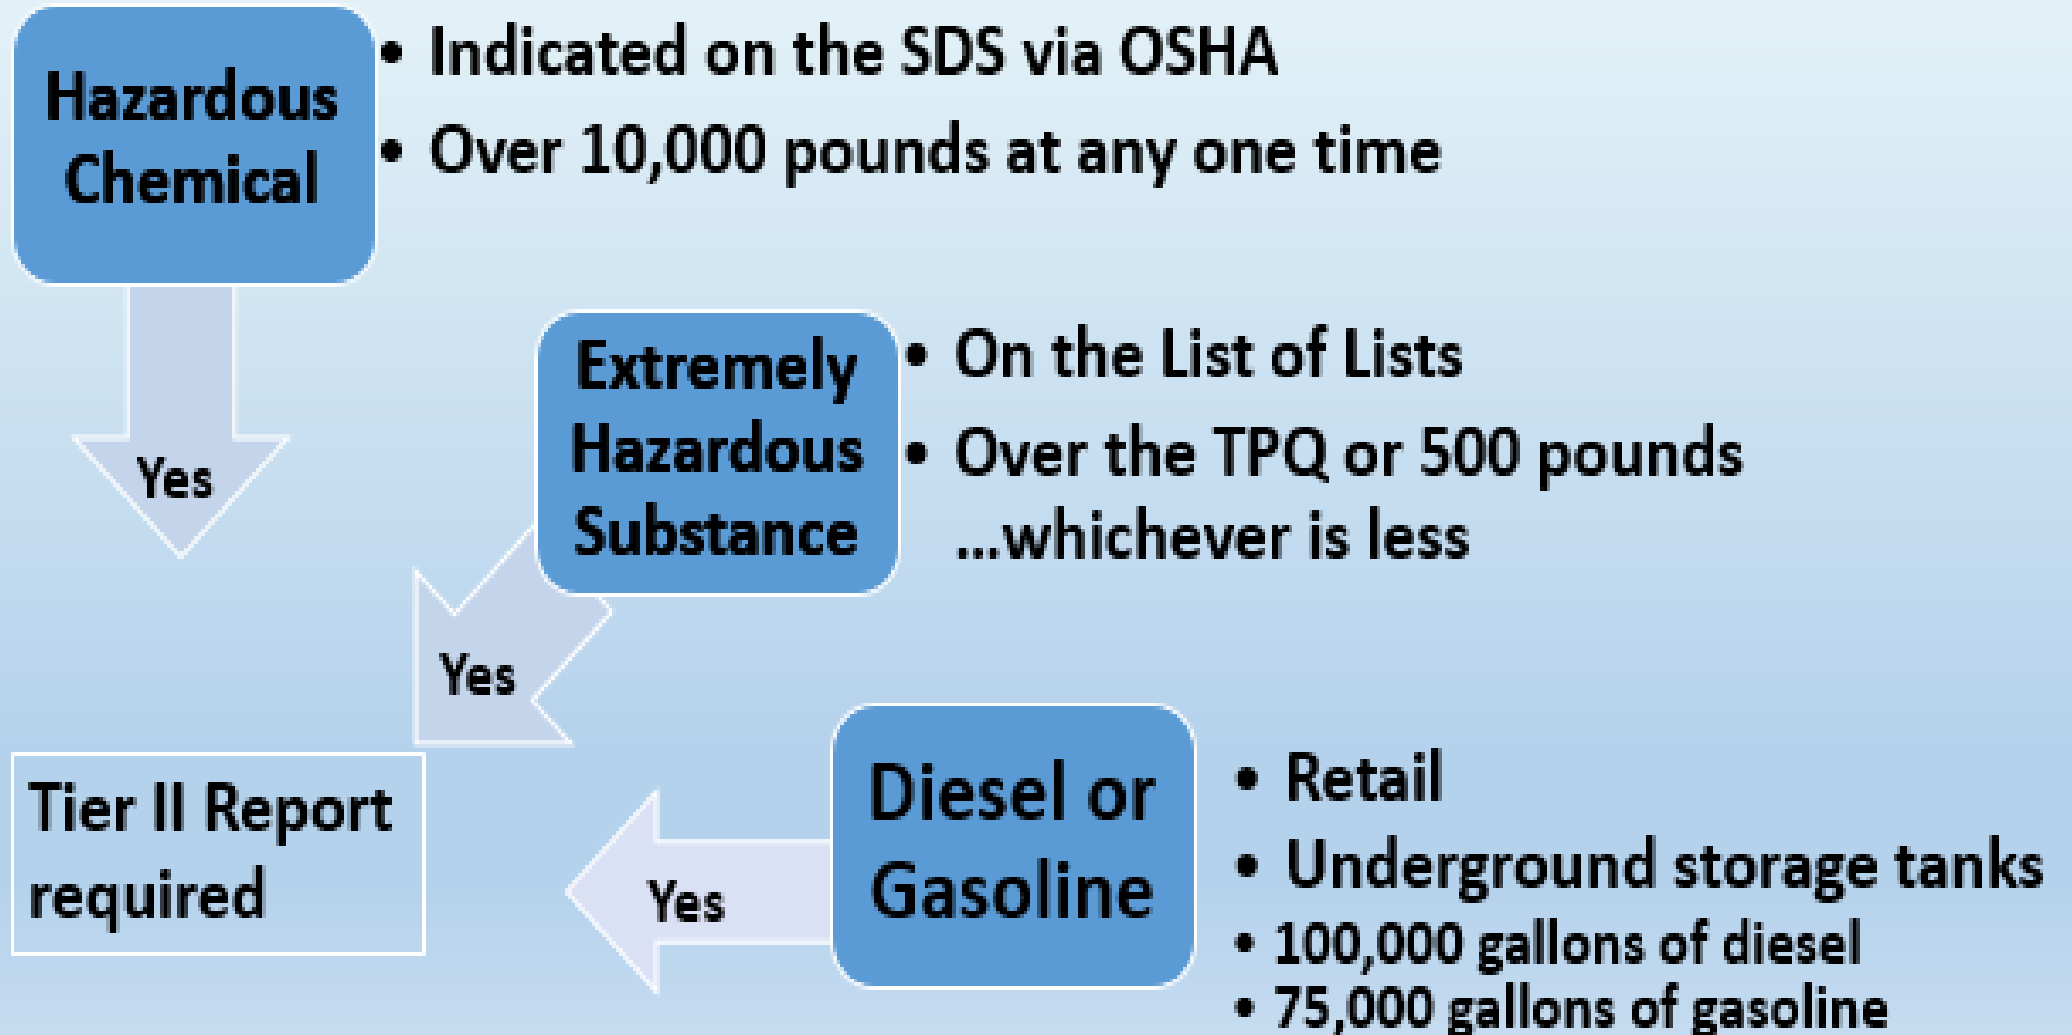 Hazardous
Chemical
• Indicated on the SDS via OSHA
• Over 10,000 pounds at any one time
Yes
Extremely
Hazardous
Substance
• On the List of Lists
• Over the TPQ or 500 pounds
...whichever is less
Yes
Diesel or
Gasoline
• Retail
• Underground storage tanks
• 100,000 gallons of diesel
• 75,000 gallons of gasoline
Yes
Tier II Report
required